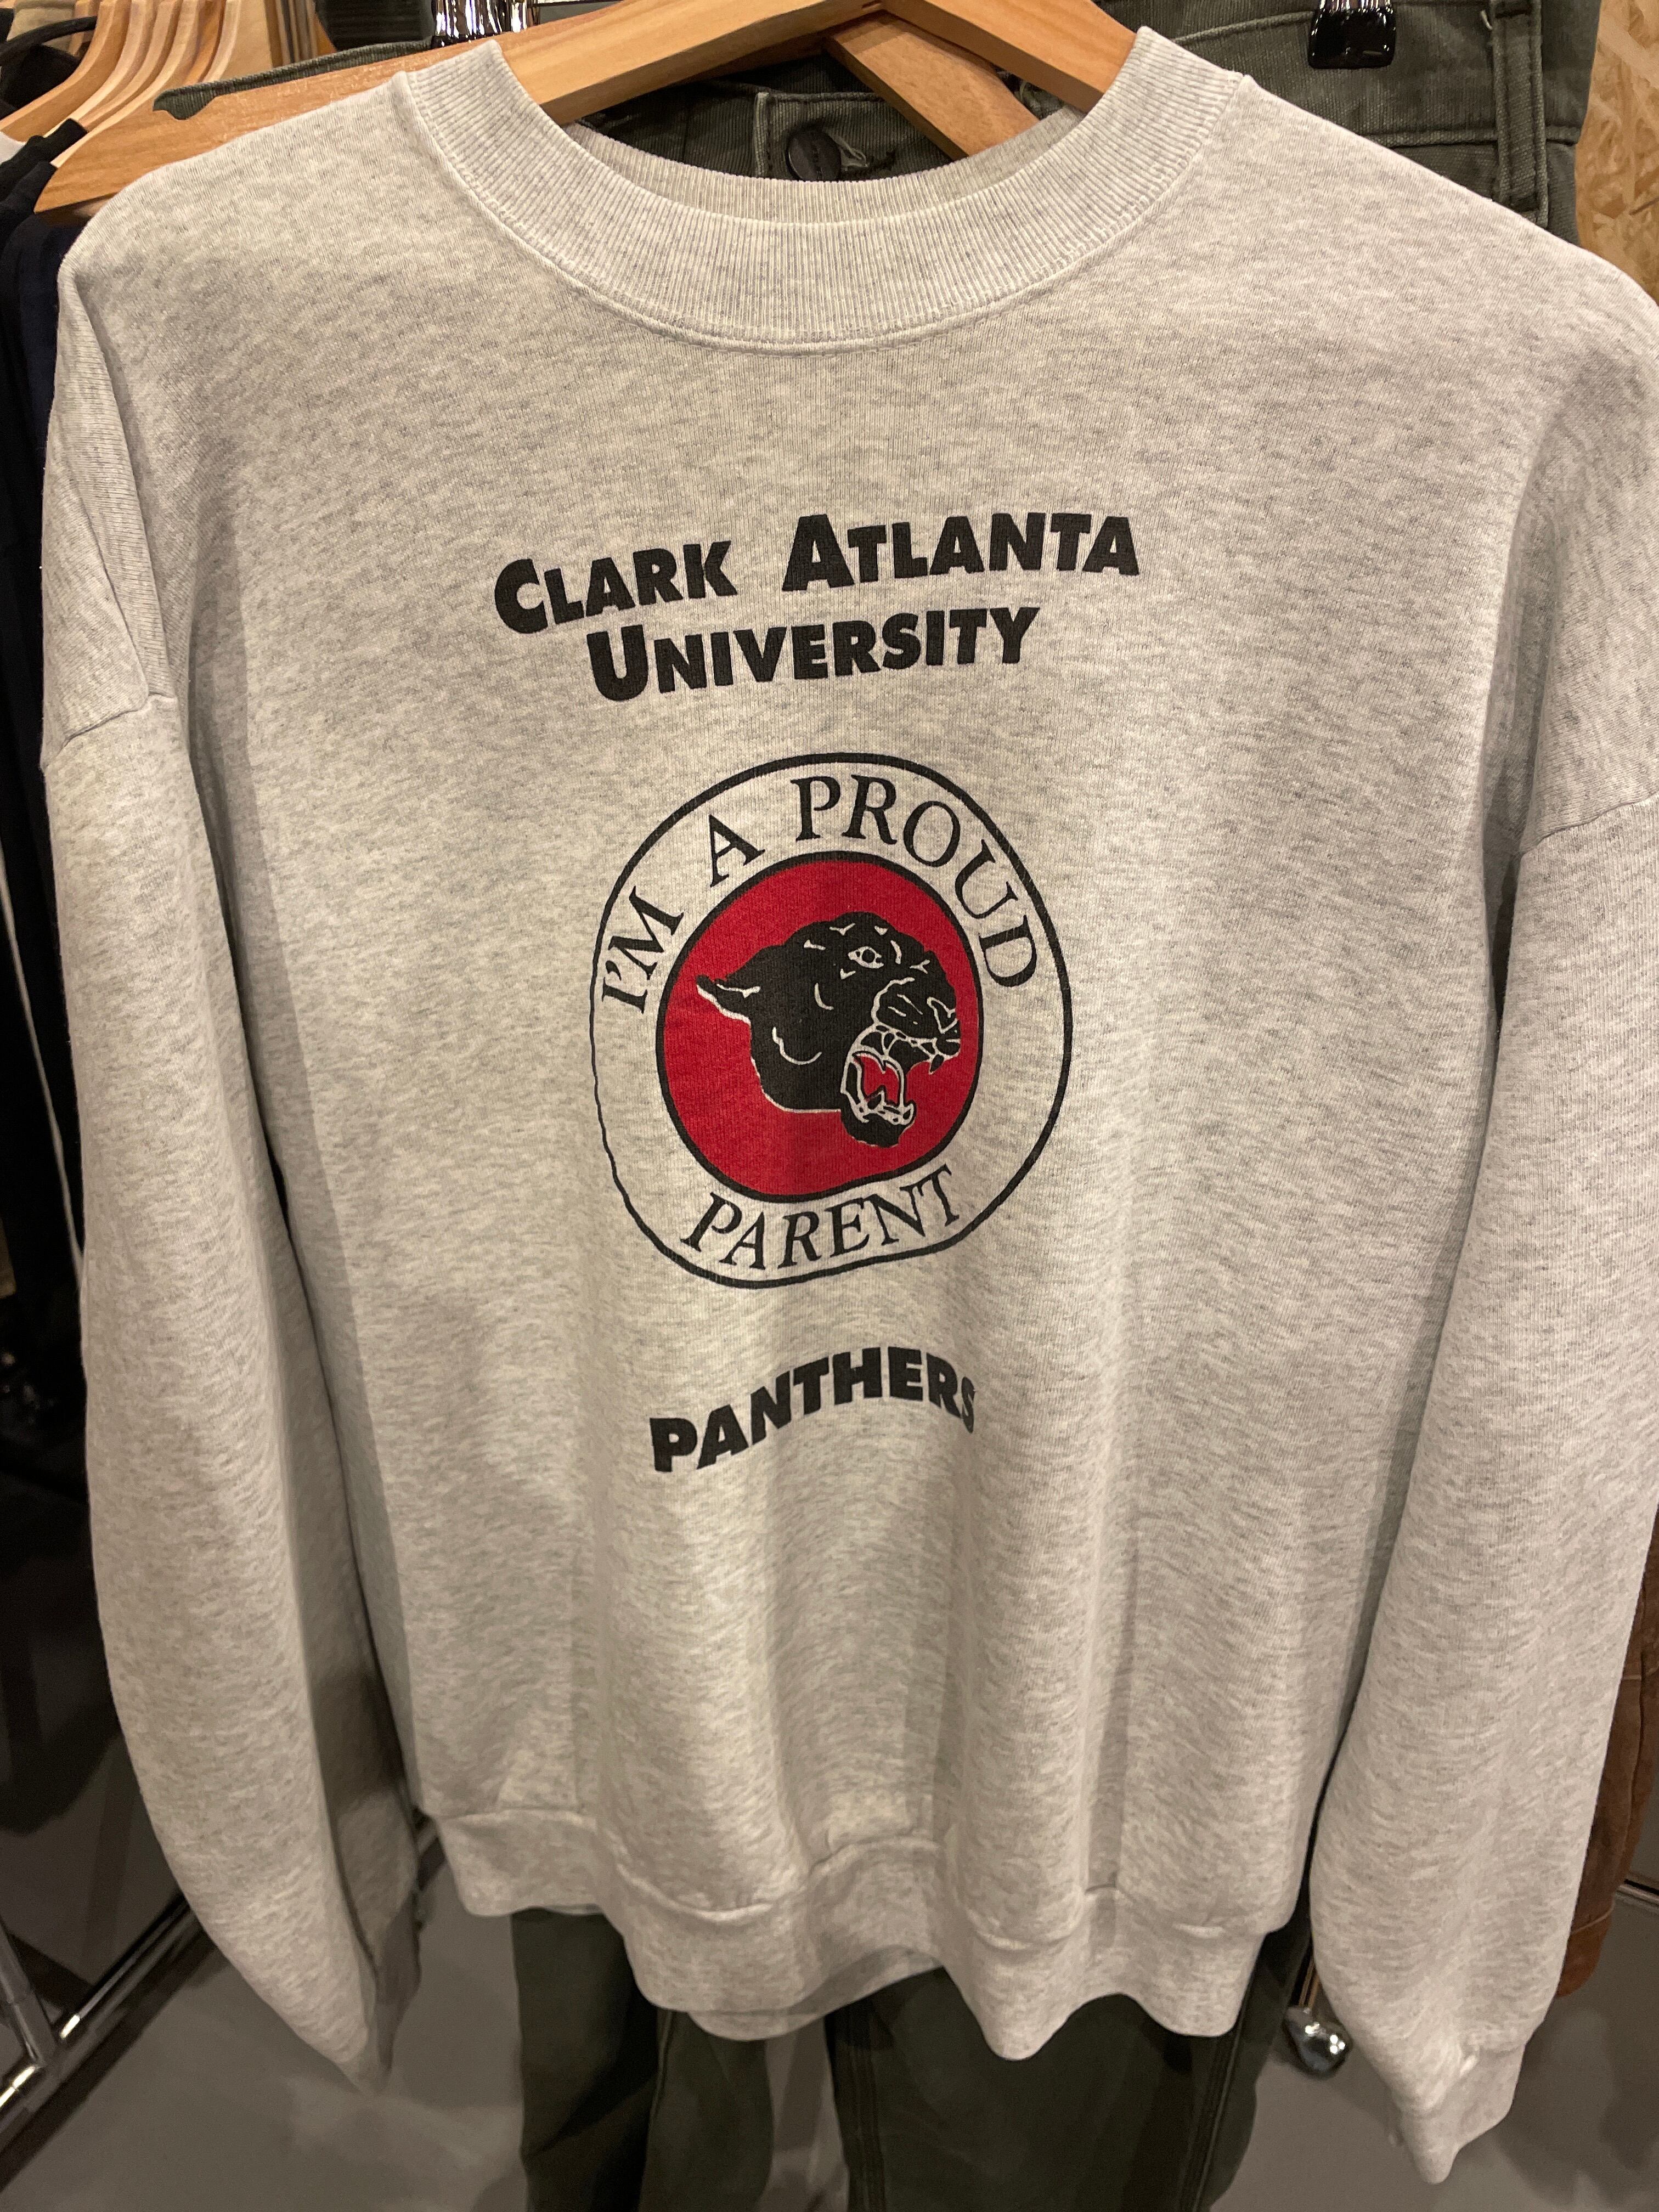 CLARK ATLANTA
UNIVERSITY
I'M A PROUD
PARENT
PANTHERS